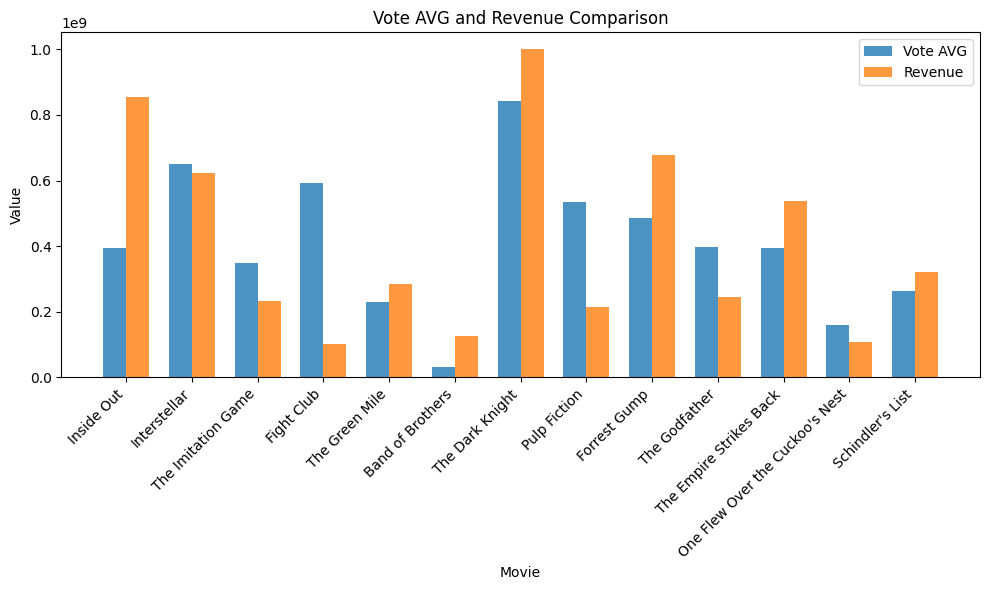 Vote AVG and Revenue Comparison
1e9
Vote AVG
Revenue
Value
1.0
0.8
0.6
0.4
0.2
0.0
Inside Out
Interstellar
The Imitation Game
Fight Club
The Green Mile
Band of Brothers
The Dark Knight
Pulp Fiction
Forrest Gump
The Godfather
The Empire Strikes Back
One Flew Over the Cuckoo's Nest
Schindler's List
Movie